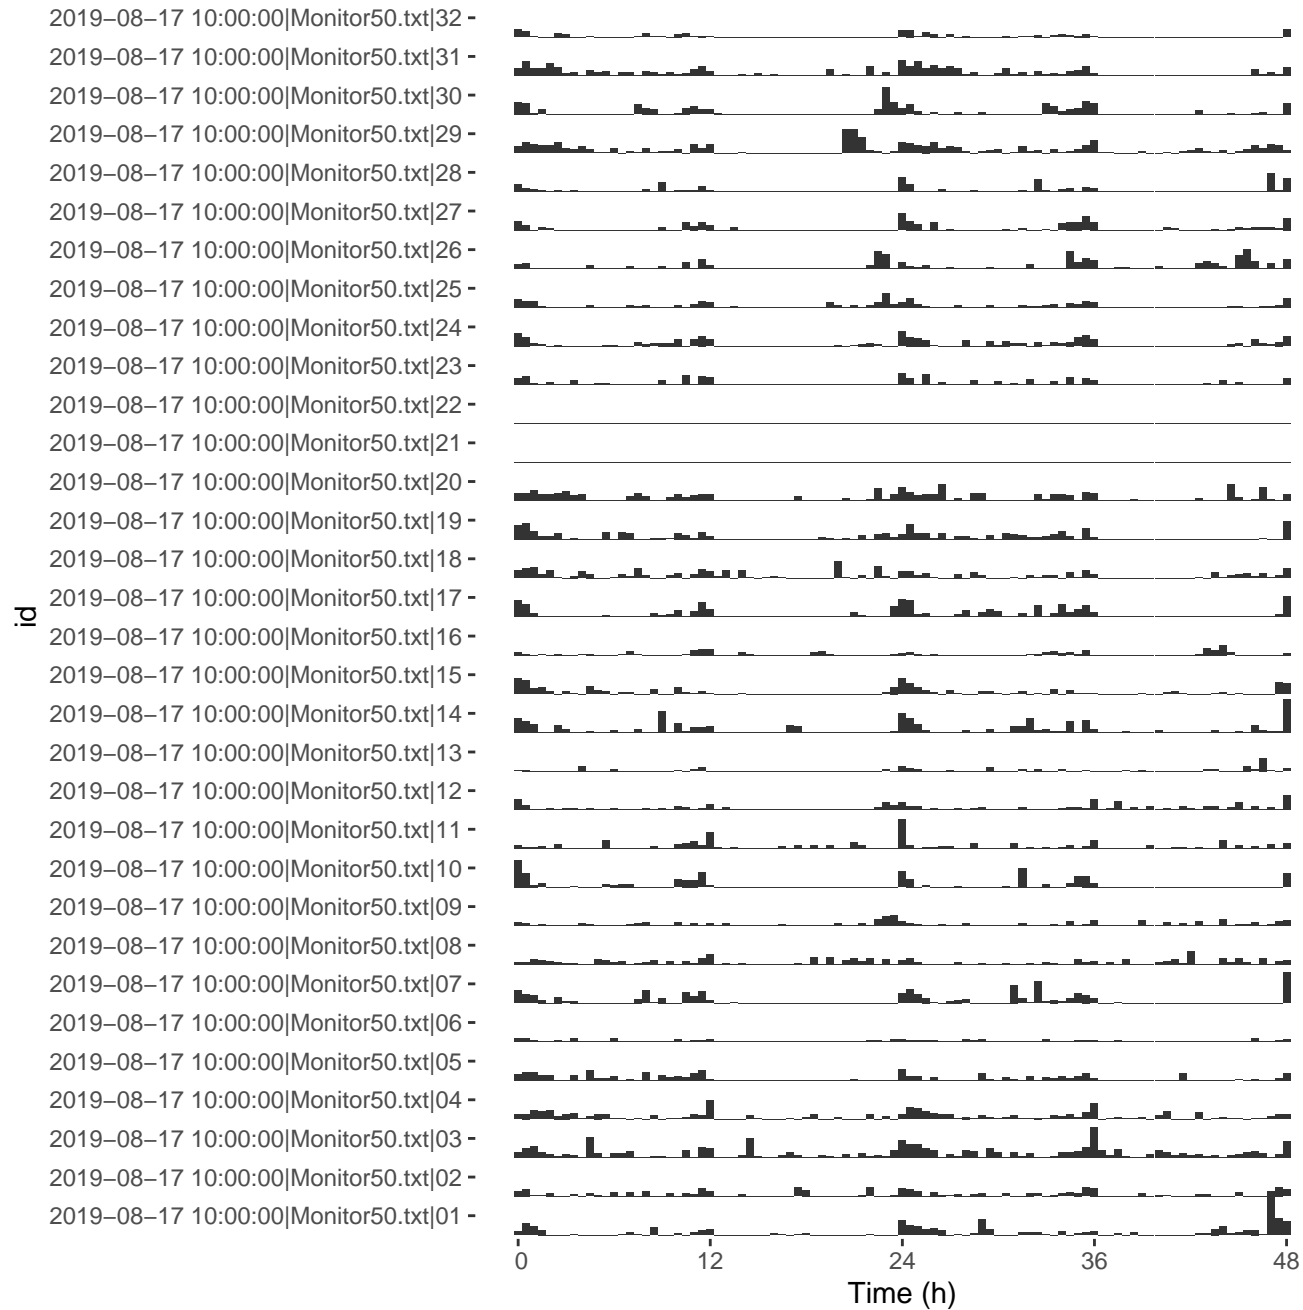 2019−08−17 10:00:00|Monitor50.txt|32
2019−08−17 10:00:00|Monitor50.txt|31
2019−08−17 10:00:00|Monitor50.txt|30
2019−08−17 10:00:00|Monitor50.txt|29
2019−08−17 10:00:00|Monitor50.txt|28
2019−08−17 10:00:00|Monitor50.txt|27
2019−08−17 10:00:00|Monitor50.txt|26
2019−08−17 10:00:00|Monitor50.txt|25
2019−08−17 10:00:00|Monitor50.txt|24
2019−08−17 10:00:00|Monitor50.txt|23
2019−08−17 10:00:00|Monitor50.txt|22
2019−08−17 10:00:00|Monitor50.txt|21
2019−08−17 10:00:00|Monitor50.txt|20
2019−08−17 10:00:00|Monitor50.txt|19
2019−08−17 10:00:00|Monitor50.txt|18
2019−08−17 10:00:00|Monitor50.txt|17
id
2019−08−17 10:00:00|Monitor50.txt|16
2019−08−17 10:00:00|Monitor50.txt|15
2019−08−17 10:00:00|Monitor50.txt|14
2019−08−17 10:00:00|Monitor50.txt|13
2019−08−17 10:00:00|Monitor50.txt|12
2019−08−17 10:00:00|Monitor50.txt|11
2019−08−17 10:00:00|Monitor50.txt|10
2019−08−17 10:00:00|Monitor50.txt|09
2019−08−17 10:00:00|Monitor50.txt|08
2019−08−17 10:00:00|Monitor50.txt|07
2019−08−17 10:00:00|Monitor50.txt|06
2019−08−17 10:00:00|Monitor50.txt|05
2019−08−17 10:00:00|Monitor50.txt|04
2019−08−17 10:00:00|Monitor50.txt|03
2019−08−17 10:00:00|Monitor50.txt|02
2019−08−17 10:00:00|Monitor50.txt|01
0 12 24 36 48
Time (h)